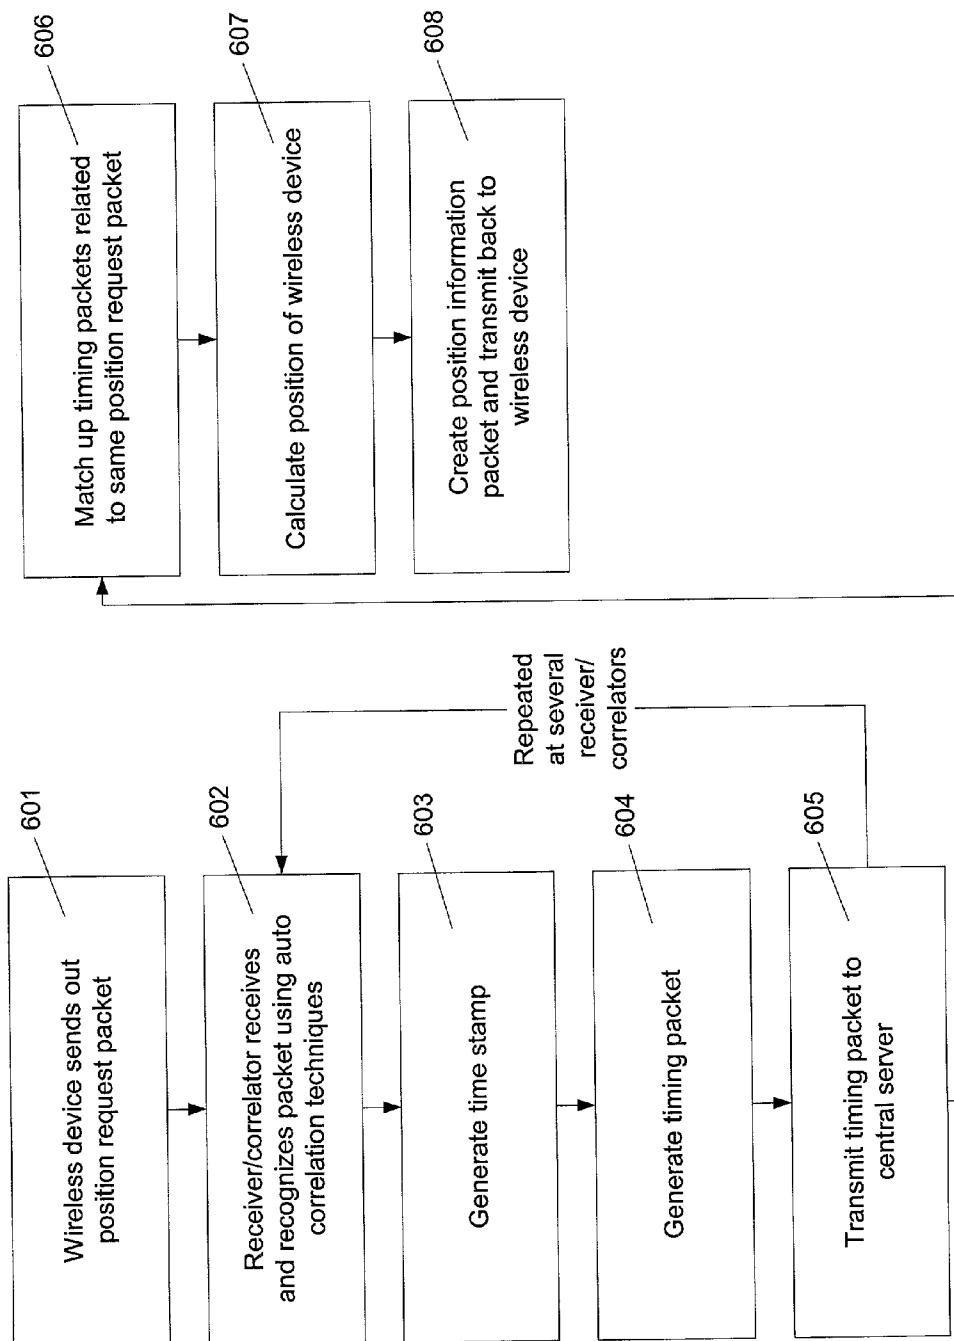 601
Wireless device sends out
position request packet
602
Receiver/correlator receives
and recognizes packet using auto
correlation techniques
603
Generate time stamp
604
Generate timing packet
605
Transmit timing packet to
central server
Repeated
at several
receiver/
correlators
606
Match up timing packets related
to same position request packet
607
Calculate position of wireless device
608
Create position information
packet and transmit back to
wireless device